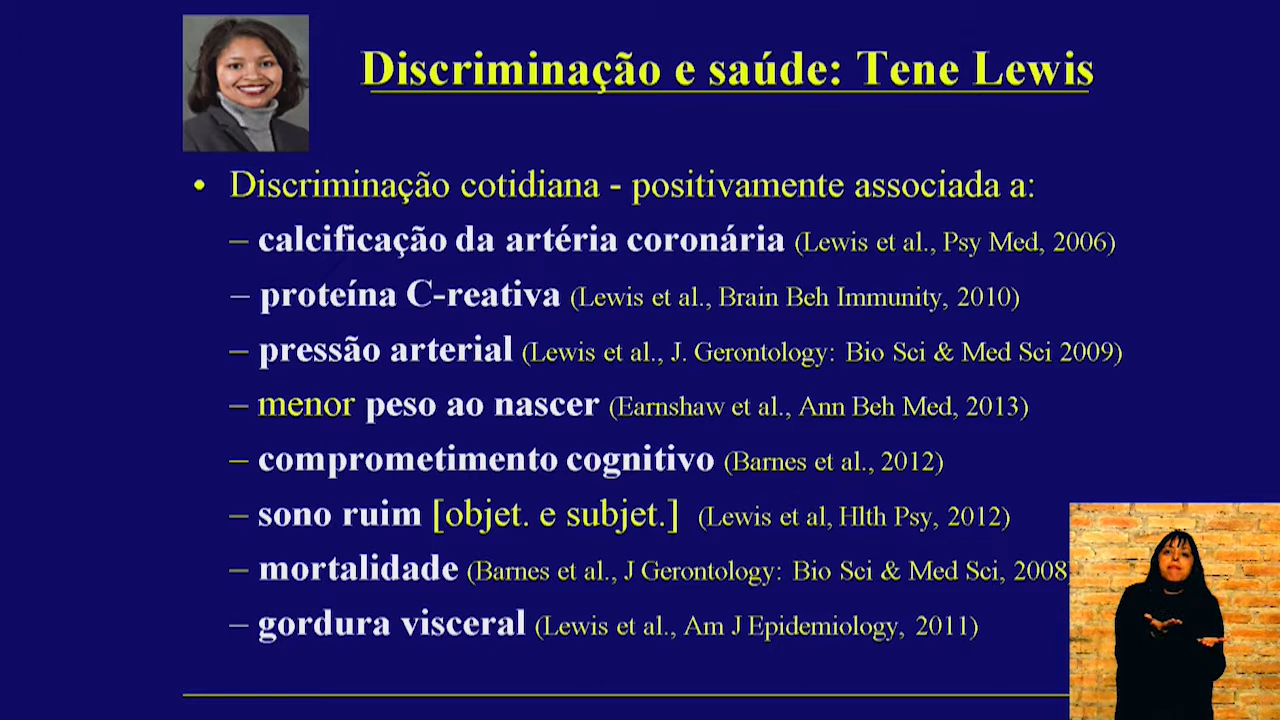 Discriminação e saúde: Tene Lewis
• Discriminação cotidiana - positivamente associada a:
– calcificação da artéria coronária (Lewis et al., Psy Med, 2006)
– proteína C-reativa (Lewis et al., Brain Beh Immunity, 2010)
– pressão arterial (Lewis et al., J. Gerontology: Bio Sci & Med Sci 2009)
– menor peso ao nascer (Earnshaw et al., Ann Beh Med, 2013)
– comprometimento cognitivo (Barnes et al., 2012)
– sono ruim [objet. e subjet.] (Lewis et al, Hlth Psy, 2012)
– mortalidade (Barnes et al., J Gerontology: Bio Sci & Med Sci, 2008
– gordura visceral (Lewis et al., Am J Epidemiology, 2011)